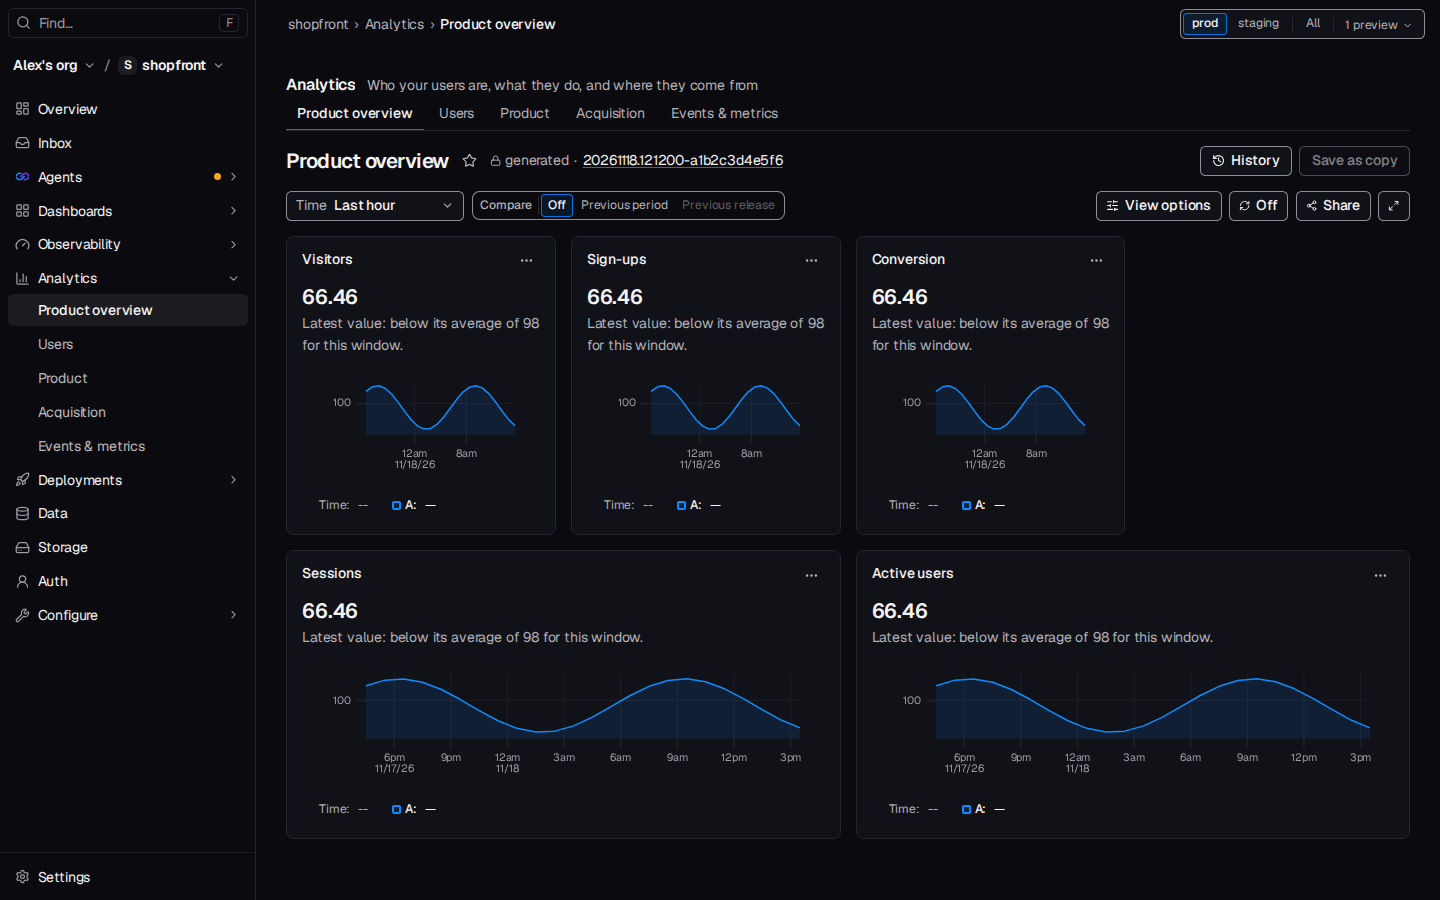 Find...
F
Alex's org / S shopfront
Overview
Inbox
Agents
Dashboards
Observability
Analytics
Product overview
Users
Product
Acquisition
Events & metrics
Deployments
Data
Storage
Auth
Configure
Settings
shopfront › Analytics › Product overview
prod staging All 1 preview
Analytics Who your users are, what they do, and where they come from
Product overview Users Product Acquisition Events & metrics
Product overview generated · 20261118.121200-a1b2c3d4e5f6
History Save as copy
Time Last hour Compare Off Previous period Previous release
View options Off Share
Visitors
66.46
Latest value: below its average of 98
for this window.
100
12am 8am
11/18/26
Time: -- A: —
Sign-ups
66.46
Latest value: below its average of 98
for this window.
100
12am 8am
11/18/26
Time: -- A: —
Conversion
66.46
Latest value: below its average of 98
for this window.
100
12am 8am
11/18/26
Time: -- A: —
Sessions
66.46
Latest value: below its average of 98 for this window.
100
6pm 9pm 12am 3am 6am 9am 12pm 3pm
11/17/26 11/18
Time: -- A: —
Active users
66.46
Latest value: below its average of 98 for this window.
100
6pm 9pm 12am 3am 6am 9am 12pm 3pm
11/17/26 11/18
Time: -- A: —